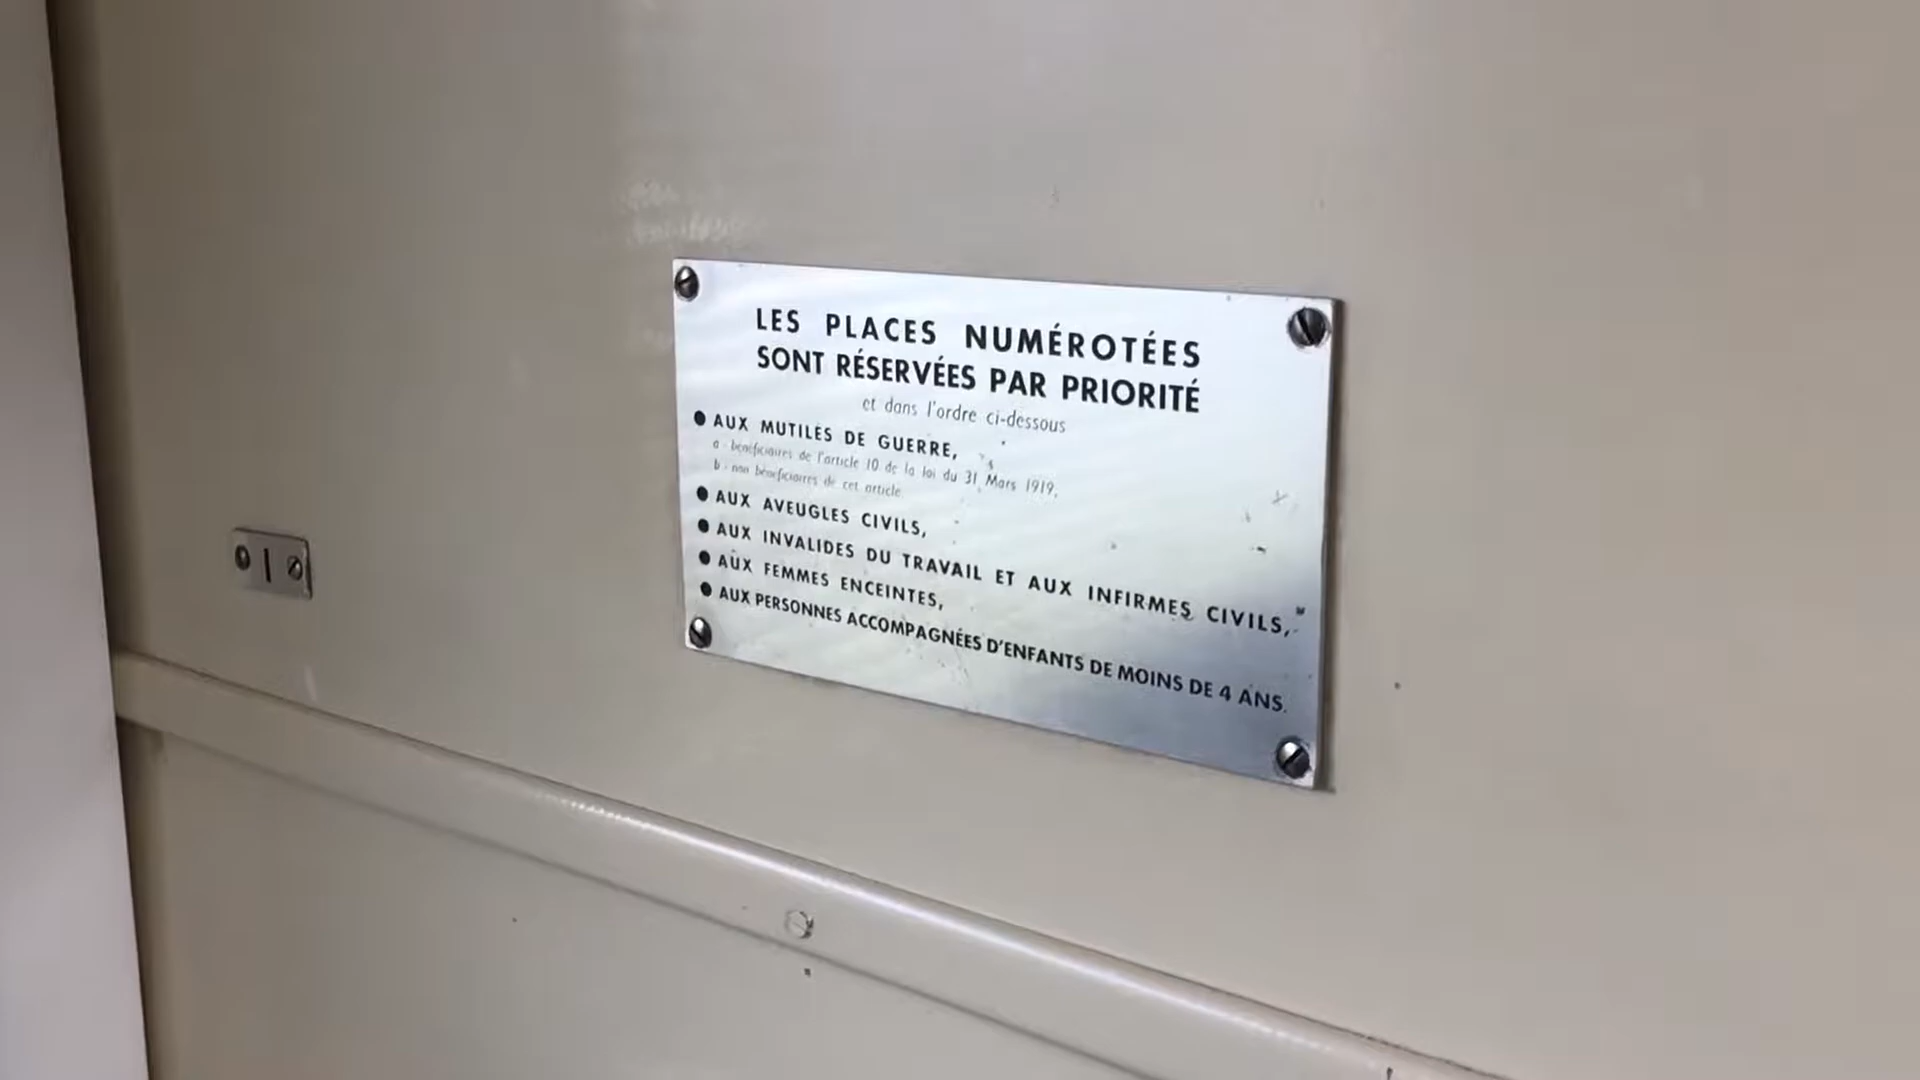 LES PLACES NUMÉROTÉES
SONT RÉSERVÉES PAR PRIORITÉ
et dans l'ordre ci-dessous
● AUX MUTILÉS DE GUERRE,
a - bénéficiaires de l'article 10 de la loi du 31 Mars 1919,
b - non bénéficiaires de cet article
● AUX AVEUGLES CIVILS,
● AUX INVALIDES DU TRAVAIL ET AUX INFIRMES CIVILS,
● AUX FEMMES ENCEINTES,
● AUX PERSONNES ACCOMPAGNÉES D'ENFANTS DE MOINS DE 4 ANS.